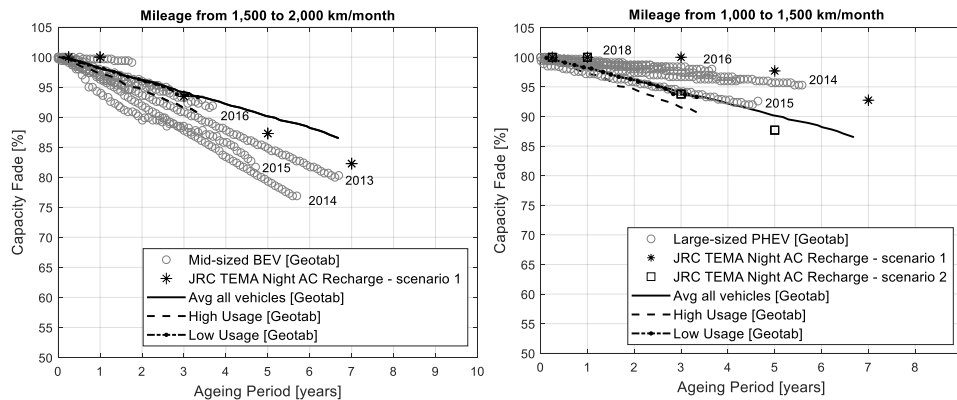 Mileage from 1,500 to 2,000 km/month
105
100
95
90
85
80
75
70
65
60
55
50
Capacity Fade [%]
2016
2015
2013
2014
Mid-sized BEV [Geotab]
JRC TEMA Night AC Recharge - scenario 1
Avg all vehicles [Geotab]
High Usage [Geotab]
Low Usage [Geotab]
0 1 2 3 4 5 6 7 8 9 10
Ageing Period [years]
Mileage from 1,000 to 1,500 km/month
105
100
95
90
85
80
75
70
65
60
55
50
Capacity Fade [%]
2018
2016
2014
2015
Large-sized PHEV [Geotab]
JRC TEMA Night AC Recharge - scenario 1
JRC TEMA Night AC Recharge - scenario 2
Avg all vehicles [Geotab]
High Usage [Geotab]
Low Usage [Geotab]
0 1 2 3 4 5 6 7 8
Ageing Period [years]